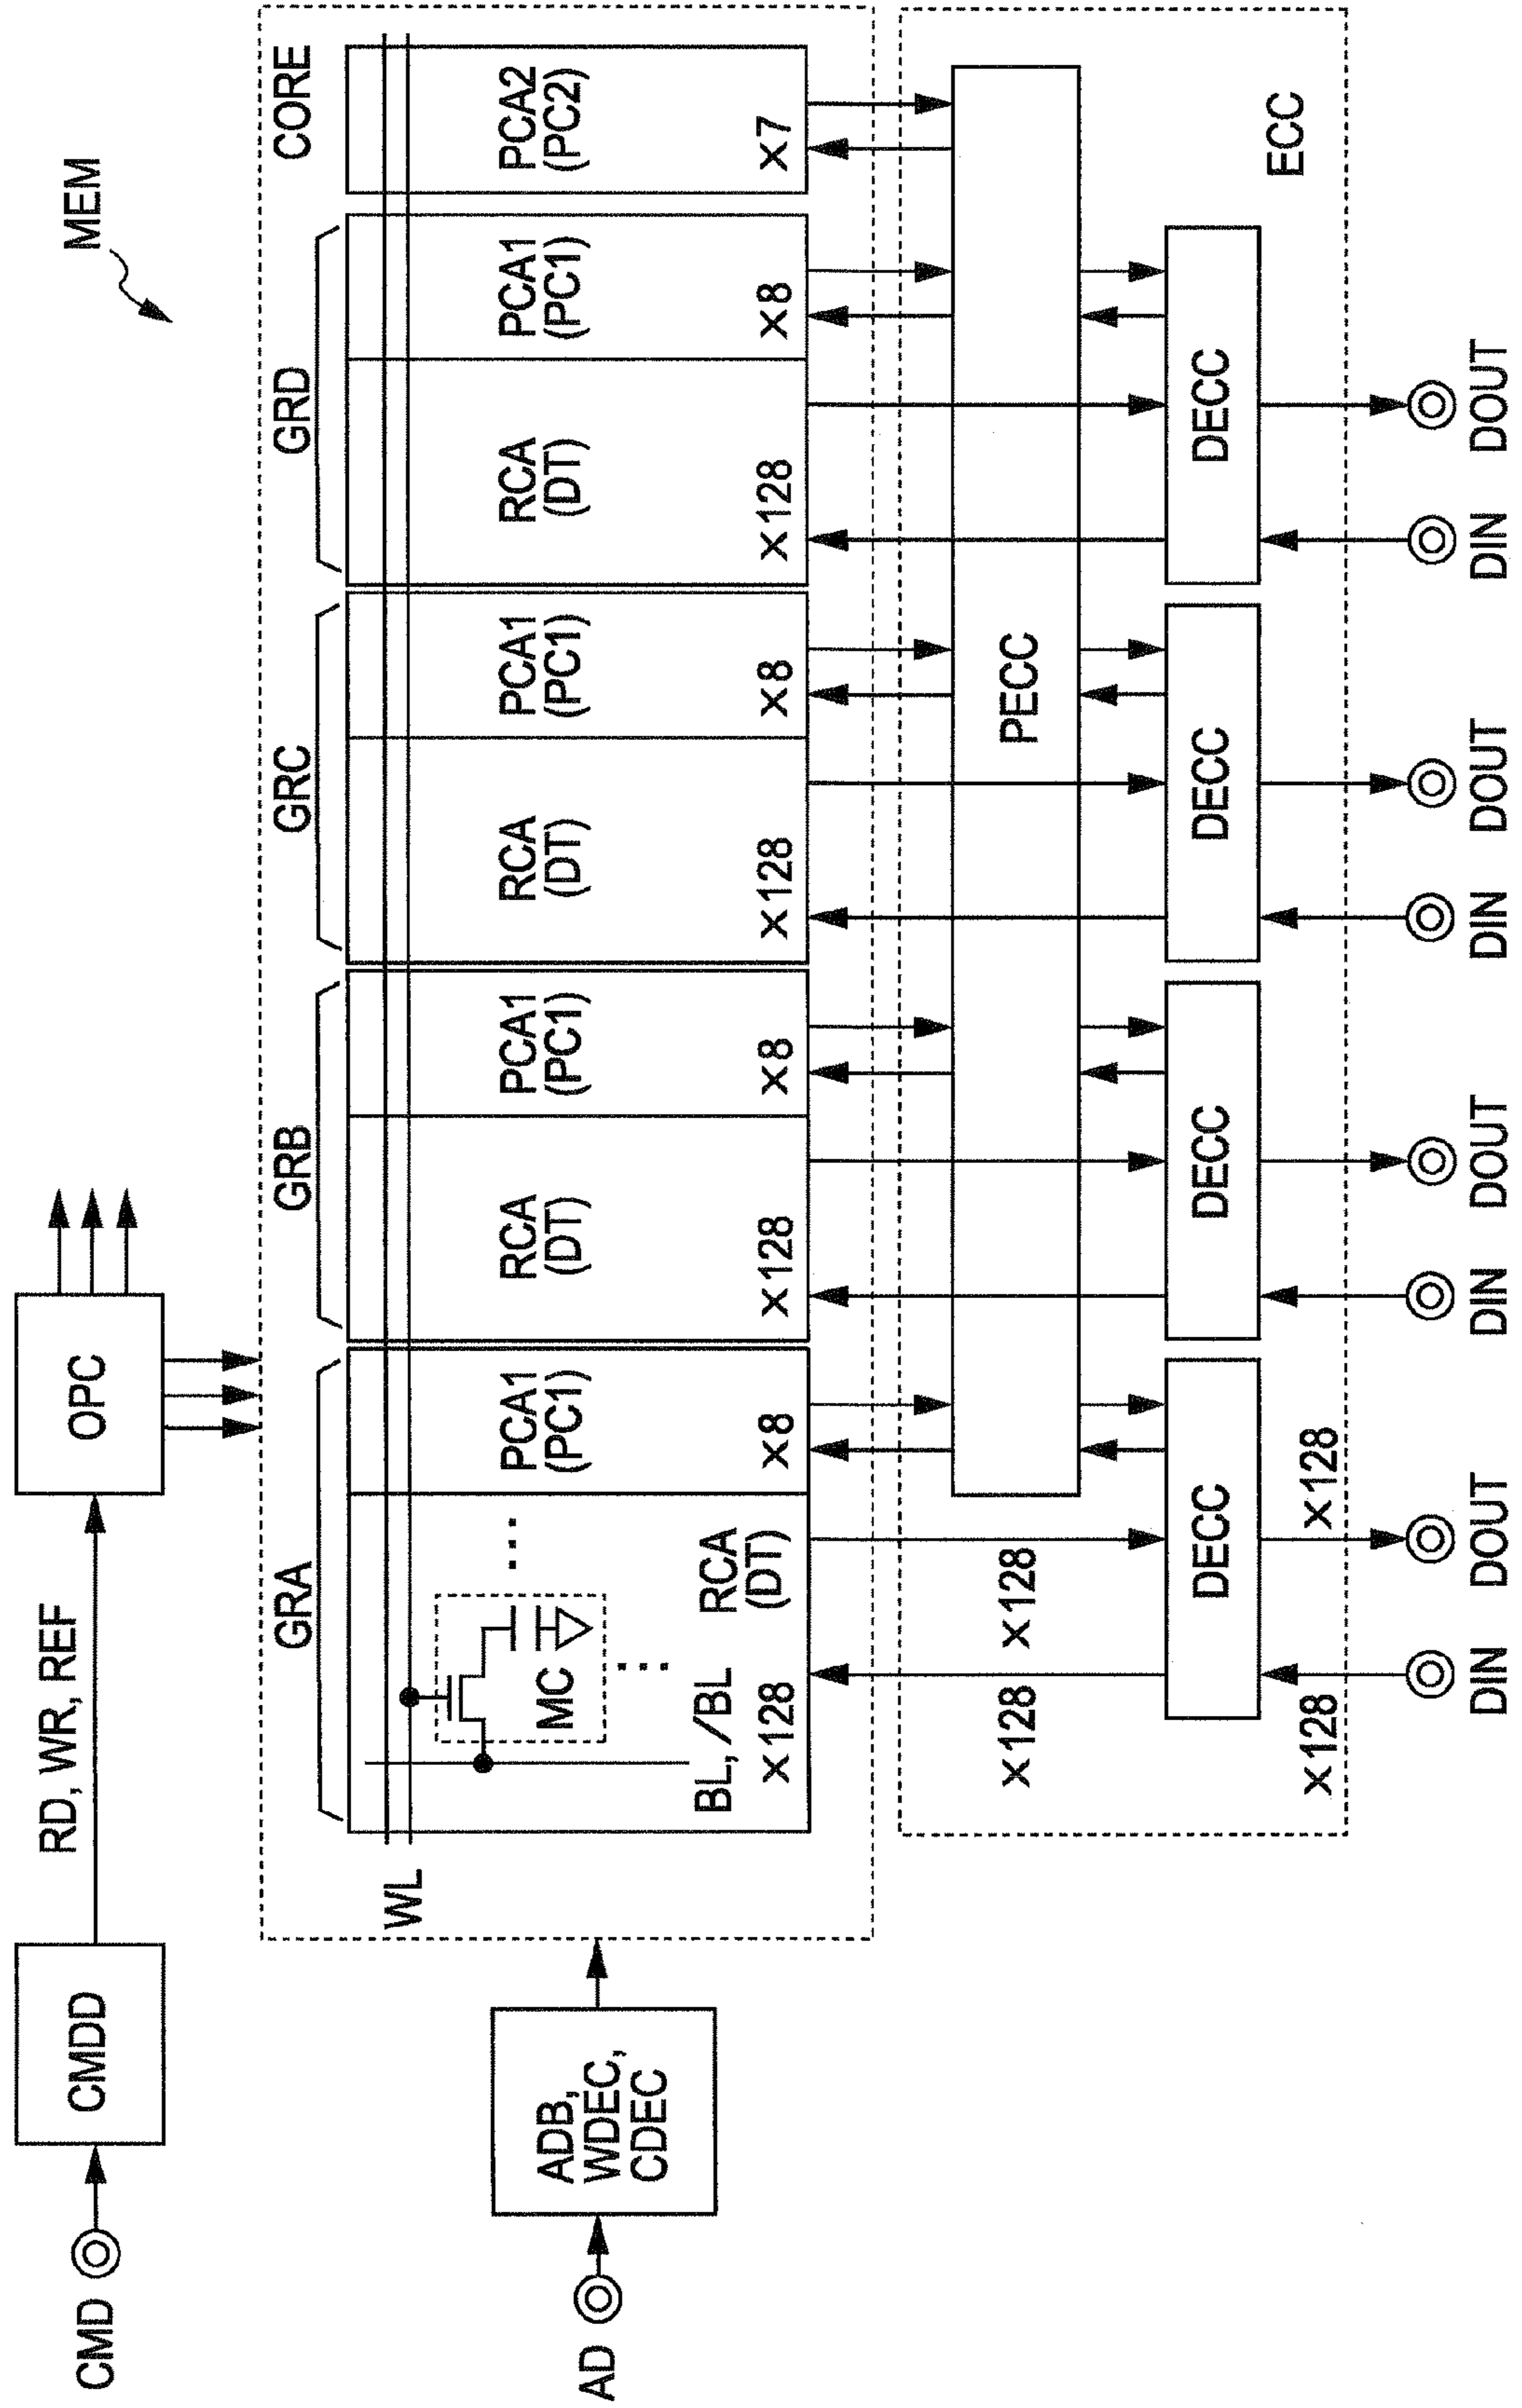 MEM
CMD
CMDD
RD, WR, REF
OPC
AD
ADB,
WDEC,
CDEC
CORE
GRA
GRB
GRC
GRD
WL
MC
BL, /BL
×128
RCA
(DT)
PCA1
(PC1)
×8
RCA
(DT)
×128
PCA1
(PC1)
×8
RCA
(DT)
×128
PCA1
(PC1)
×8
RCA
(DT)
×128
PCA1
(PC1)
×8
PCA2
(PC2)
×7
×128
×128
PECC
ECC
DECC
DECC
DECC
DECC
×128
×128
DIN
DOUT
DIN
DOUT
DIN
DOUT
DIN
DOUT